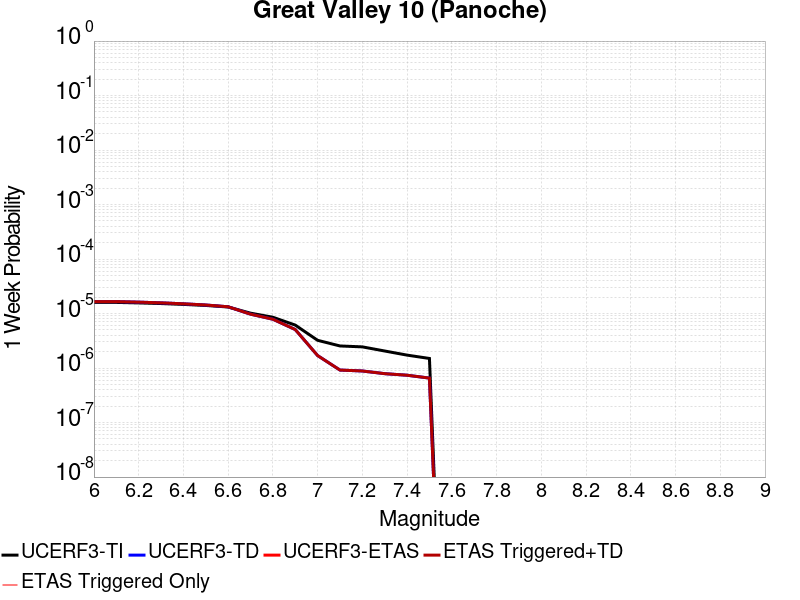 Great Valley 10 (Panoche)
10^0
10^-1
10^-2
10^-3
10^-4
10^-5
10^-6
10^-7
10^-8
1 Week Probability
6 6.2 6.4 6.6 6.8 7 7.2 7.4 7.6 7.8 8 8.2 8.4 8.6 8.8 9
Magnitude
UCERF3-TI UCERF3-TD UCERF3-ETAS ETAS Triggered+TD
ETAS Triggered Only